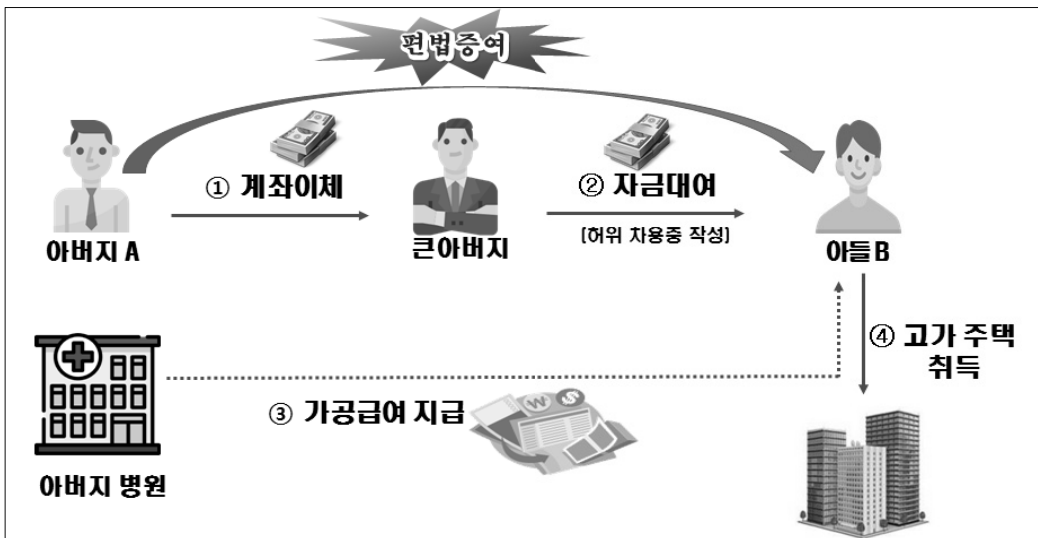 편법증여
① 계좌이체
② 자금대여
[허위 차용증 작성]
아버지 A
큰아버지
아들 B
④ 고가 주택
취득
③ 가공급여 지급
아버지 병원